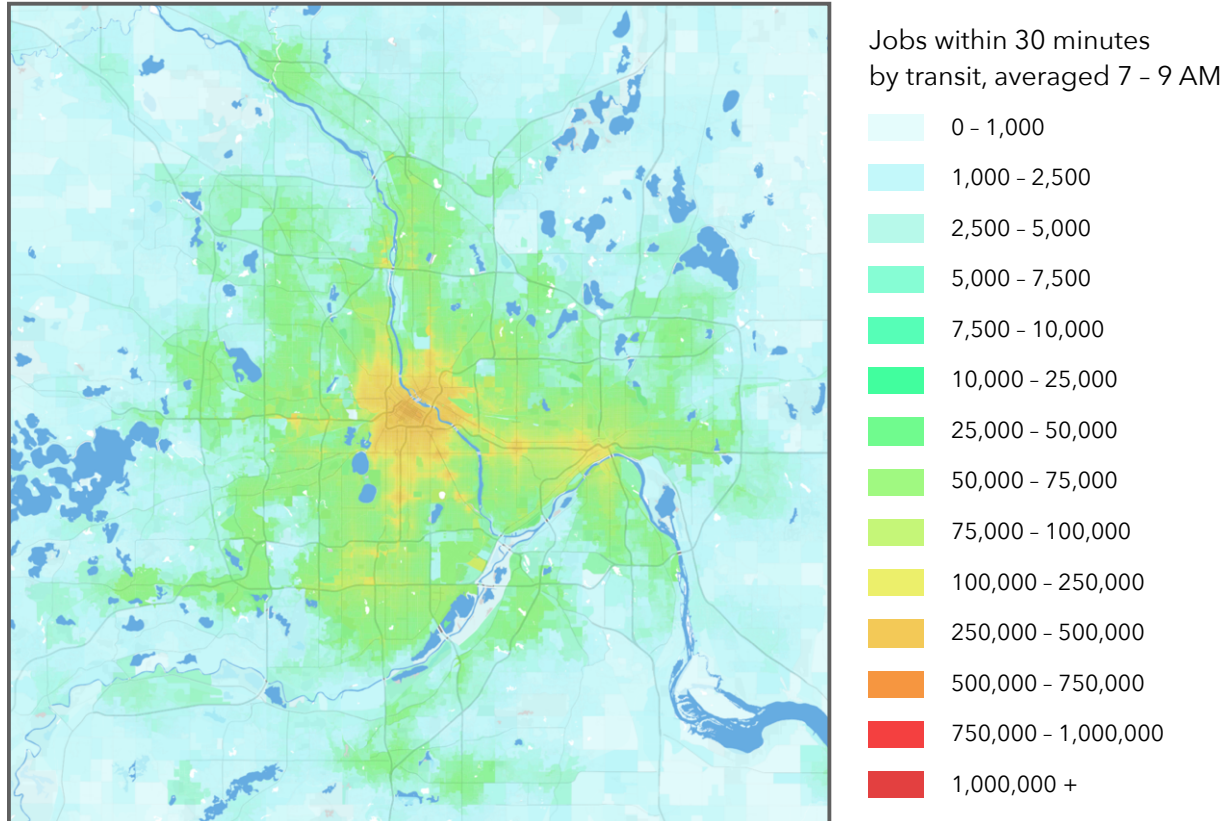 Jobs within 30 minutes
by transit, averaged 7 – 9 AM
0 – 1,000
1,000 – 2,500
2,500 – 5,000
5,000 – 7,500
7,500 – 10,000
10,000 – 25,000
25,000 – 50,000
50,000 – 75,000
75,000 – 100,000
100,000 – 250,000
250,000 – 500,000
500,000 – 750,000
750,000 – 1,000,000
1,000,000 +